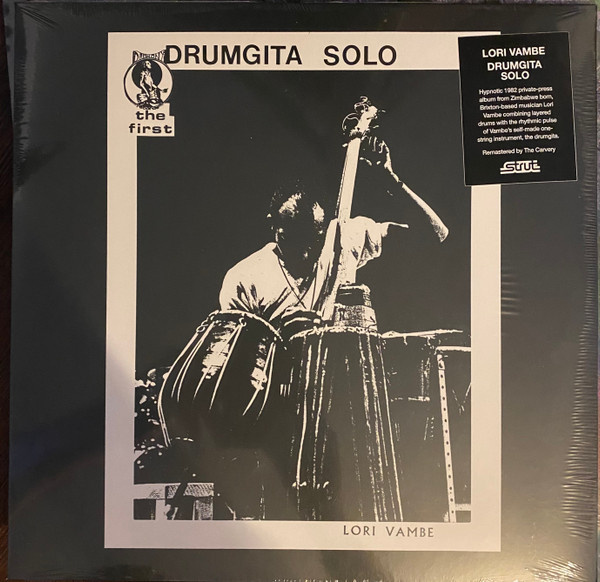 DRUMGITA SOLO
the
first
LORI VAMBE
DRUMGITA
SOLO
Hypnotic 1982 private-press
album from Zimbabwe born,
Brixton-based musician Lori
Vambe combining layered
drums with the rhythmic pulse
of Vambe's self-made one-
string instrument, the drumgita.
Remastered by The Carvery
Strut
LORI VAMBE